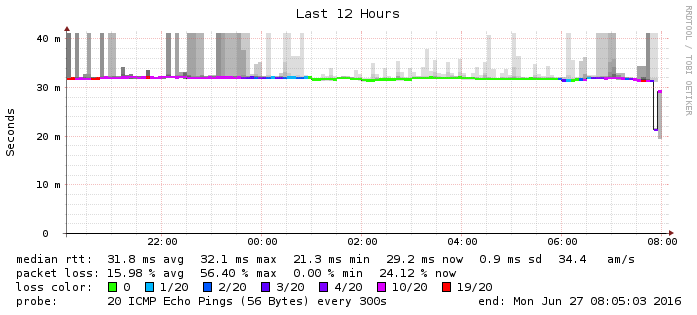 Last 12 Hours
RRDTOOL / TOBI OETIKER
Seconds
40 m
30 m
20 m
10 m
0
22:00 00:00 02:00 04:00 06:00 08:00
median rtt: 31.8 ms avg 32.1 ms max 21.3 ms min 29.2 ms now 0.9 ms sd 34.4 am/s
packet loss: 15.98 % avg 56.40 % max 0.00 % min 24.12 % now
loss color: 0 1/20 2/20 3/20 4/20 10/20 19/20
probe: 20 ICMP Echo Pings (56 Bytes) every 300s end: Mon Jun 27 08:05:03 2016